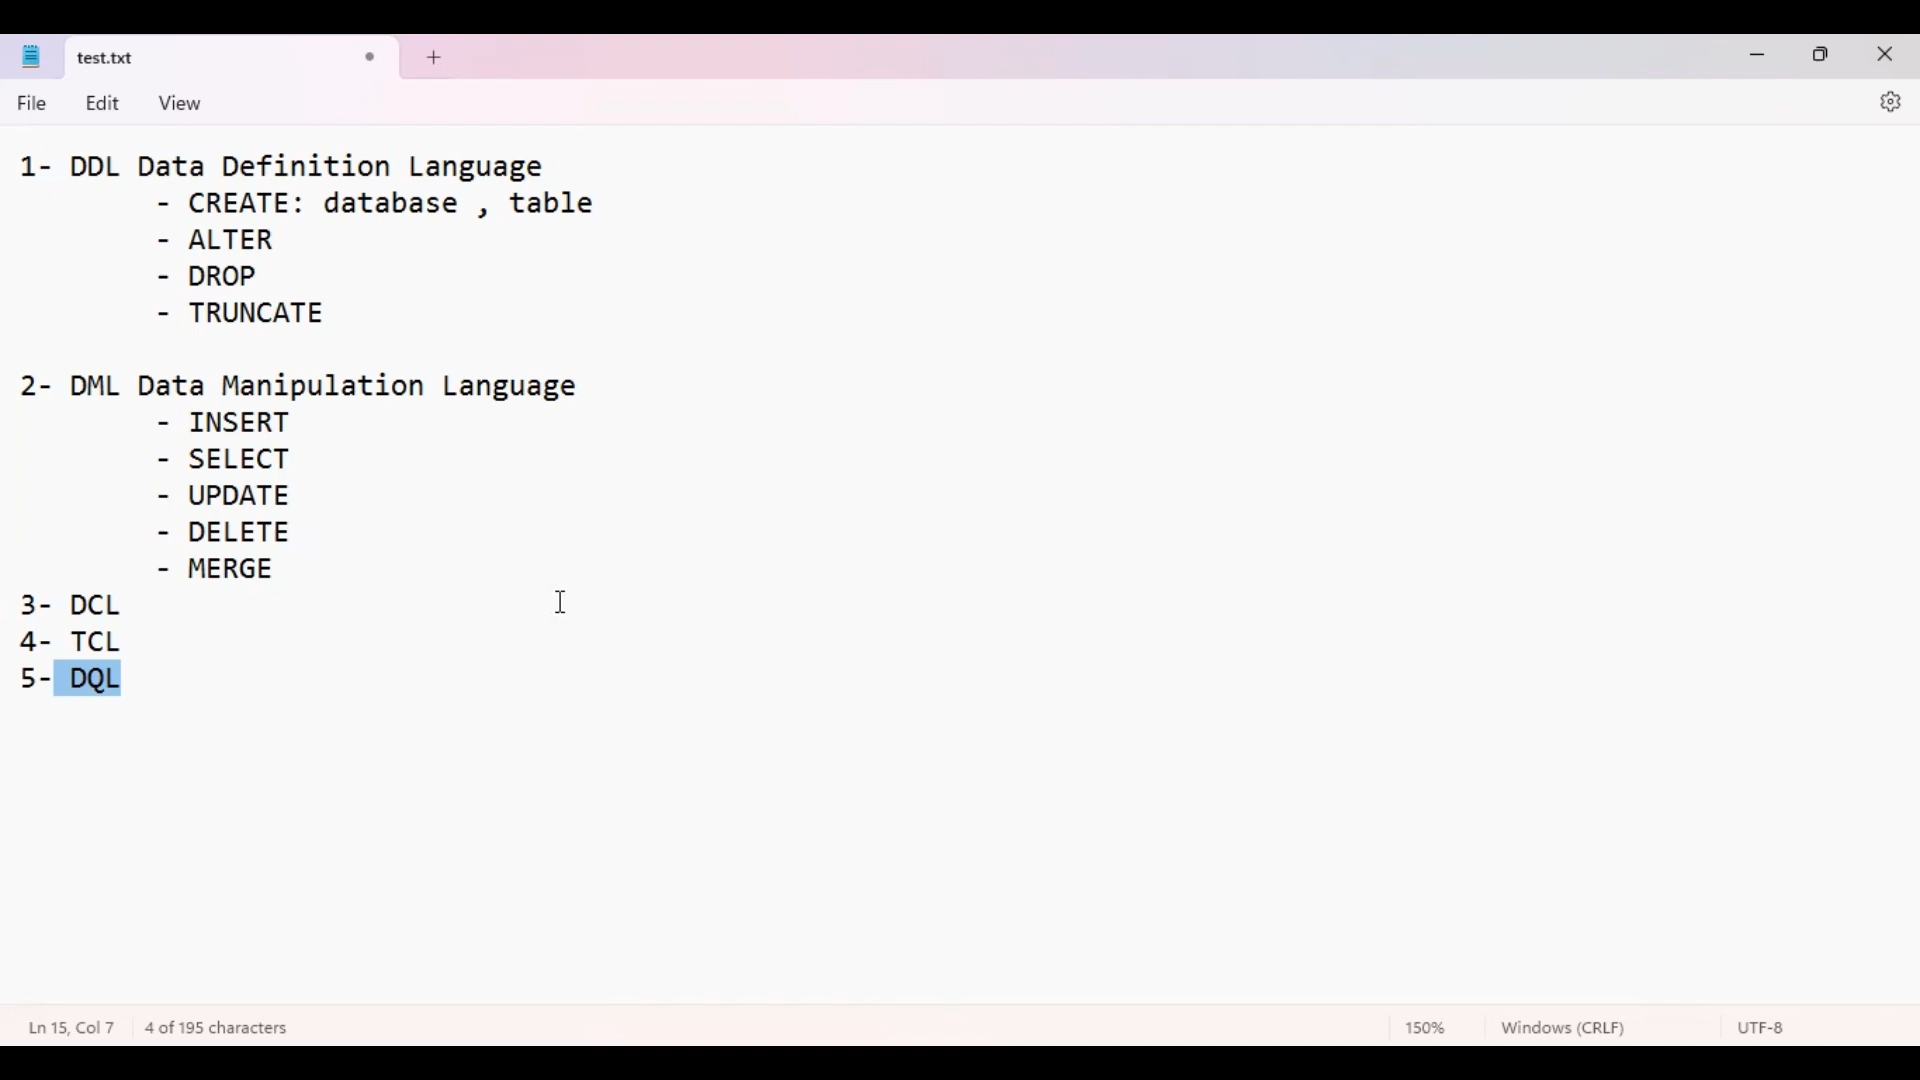 test.txt
File Edit View
1- DDL Data Definition Language
- CREATE: database , table
- ALTER
- DROP
- TRUNCATE
2- DML Data Manipulation Language
- INSERT
- SELECT
- UPDATE
- DELETE
- MERGE
3- DCL
4- TCL
5- DQL
Ln 15, Col 7 4 of 195 characters 150% Windows (CRLF) UTF-8